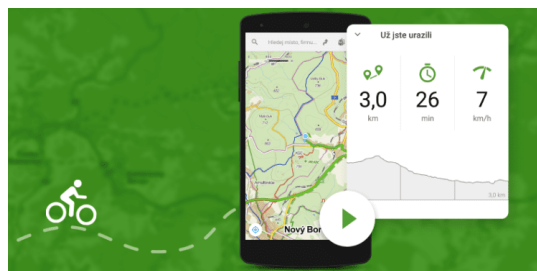 Hledej místo, firmu...
Už jste urazili
3,0
26
7
km
min
km/h
3,0 km
Nový Bor